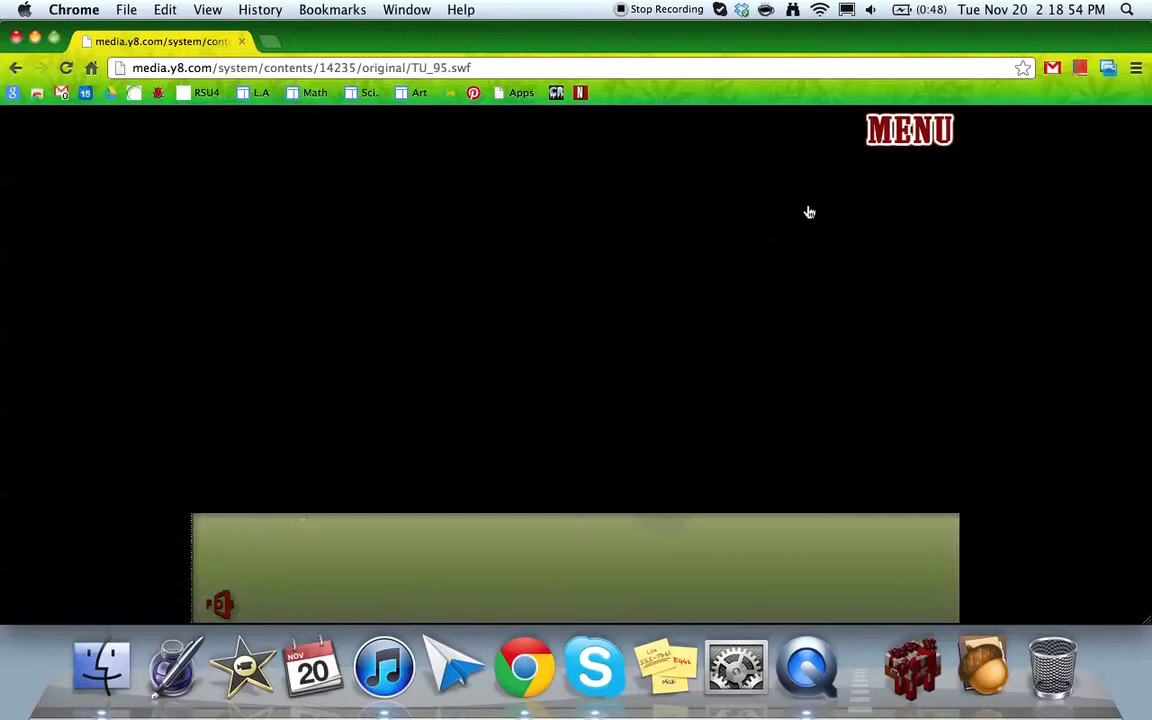 Chrome File Edit View History Bookmarks Window Help Stop Recording (0:48) Tue Nov 20 2 18 54 PM
media.y8.com/system/cont
media.y8.com/system/contents/14235/original/TU_95.swf
RSU4 L.A Math Sci. Art Apps
MENU
NOV
20